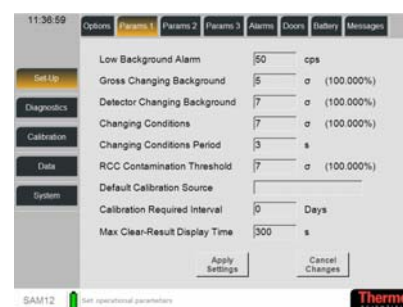 11:36:59
Options Params 1 Params 2 Params 3 Alarms Doors Battery Messages
Low Background Alarm 50 cps
Set-Up
Gross Changing Background 5 σ (100.000%)
Detector Changing Background 7 σ (100.000%)
Diagnostics
Changing Conditions 7 σ (100.000%)
Calibration
Changing Conditions Period 3 s
RCC Contamination Threshold 7 σ (100.000%)
Data
Default Calibration Source
System
Calibration Required Interval 0 Days
Max Clear-Result Display Time 300 s
Apply Settings
Cancel Changes
SAM12 Set operational parameters
Thermo